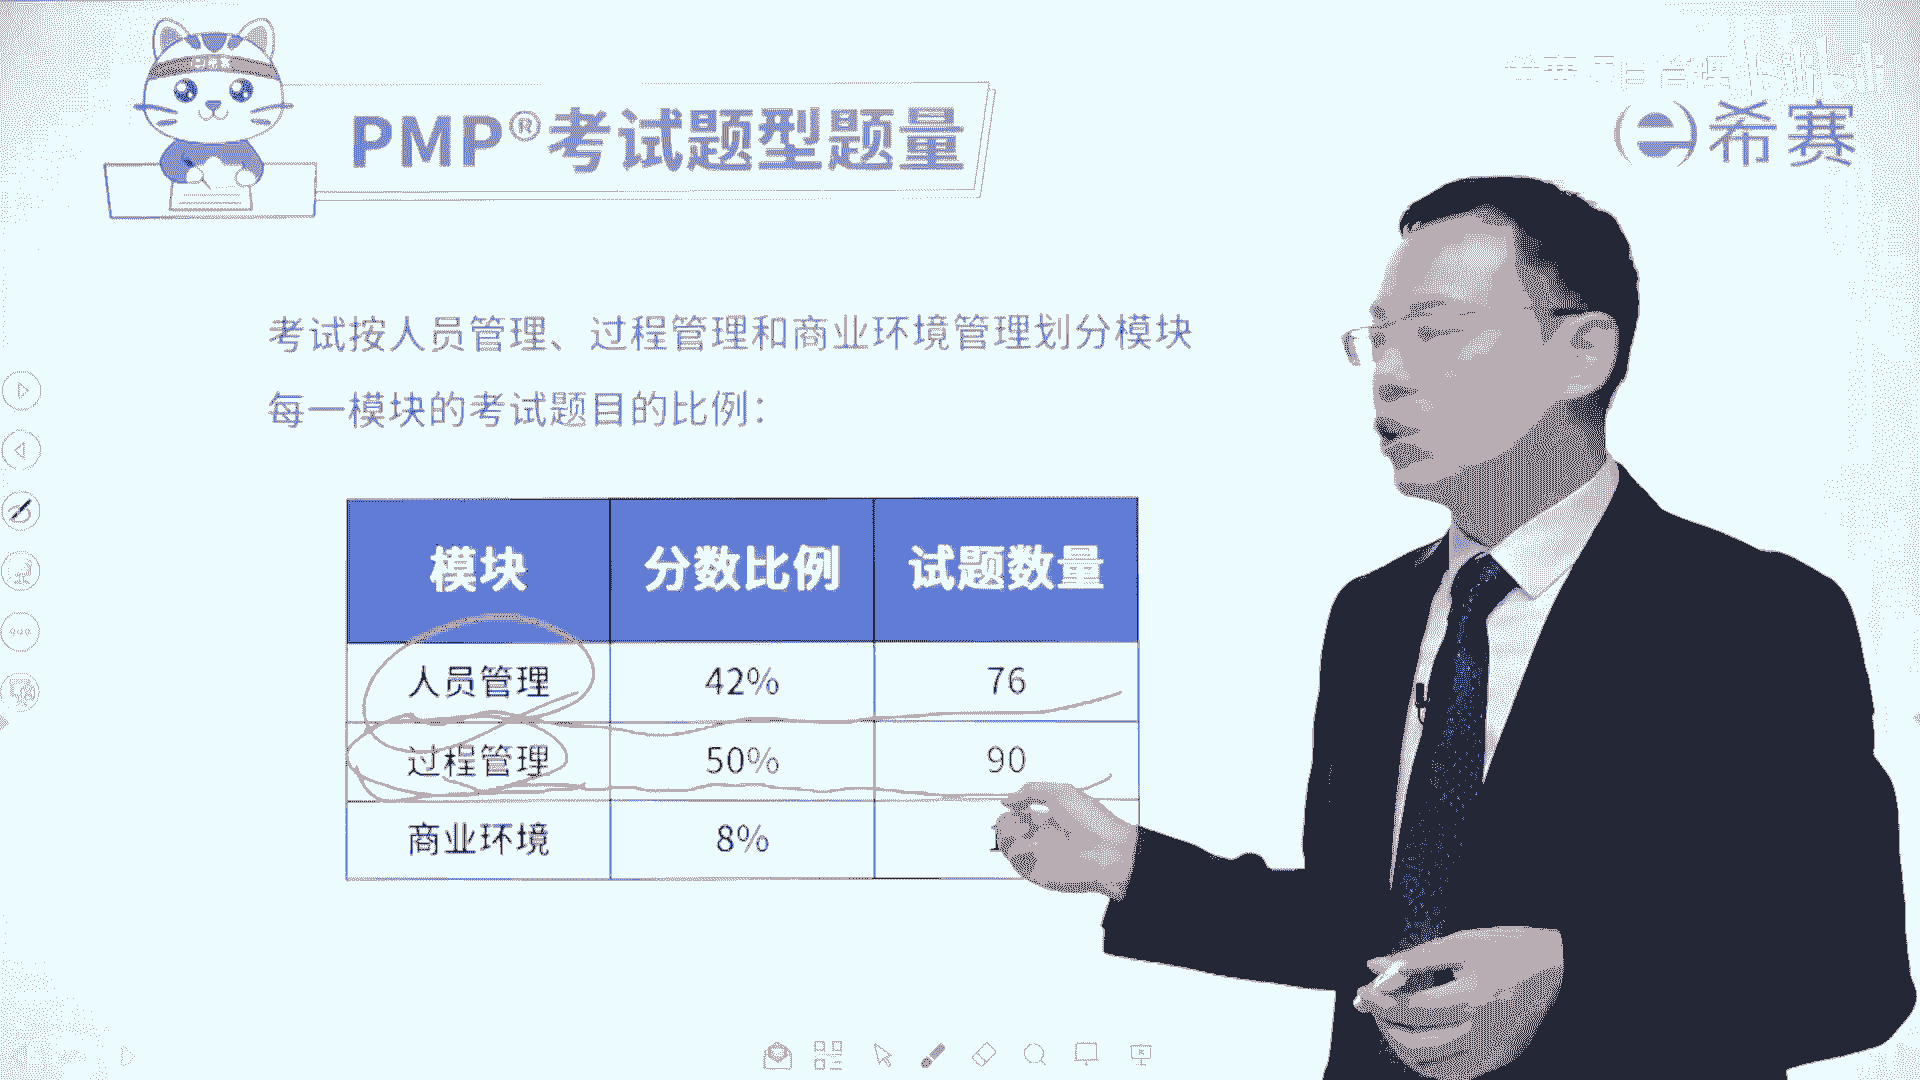 PMP®考试题型题量
希赛
考试按人员管理、过程管理和商业环境管理划分模块
每一模块的考试题目的比例：
模块 分数比例 试题数量
人员管理 42% 76
过程管理 50% 90
商业环境 8%